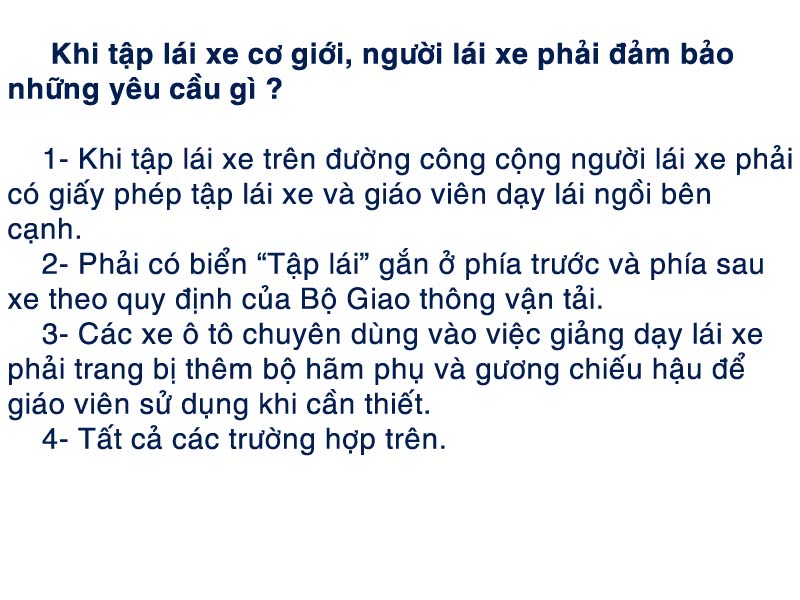 Khi tập lái xe cơ giới, người lái xe phải đảm bảo
những yêu cầu gì ?
1- Khi tập lái xe trên đường công cộng người lái xe phải
có giấy phép tập lái xe và giáo viên dạy lái ngồi bên
cạnh.
2- Phải có biển “Tập lái” gắn ở phía trước và phía sau
xe theo quy định của Bộ Giao thông vận tải.
3- Các xe ô tô chuyên dùng vào việc giảng dạy lái xe
phải trang bị thêm bộ hãm phụ và gương chiếu hậu để
giáo viên sử dụng khi cần thiết.
4- Tất cả các trường hợp trên.